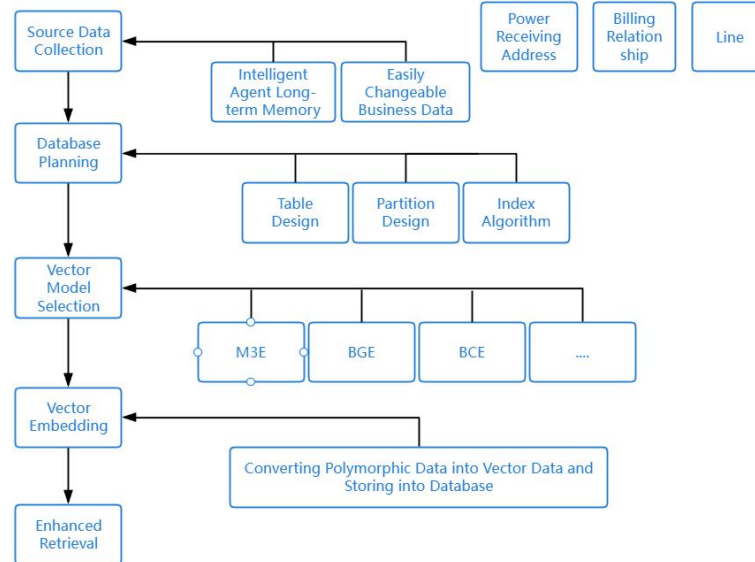 Source Data
Collection
Power
Receiving
Address
Billing
Relation
ship
Line
Intelligent
Agent Long-
term Memory
Easily
Changeable
Business Data
Database
Planning
Table
Design
Partition
Design
Index
Algorithm
Vector
Model
Selection
M3E
BGE
BCE
....
Vector
Embedding
Converting Polymorphic Data into Vector Data and
Storing into Database
Enhanced
Retrieval